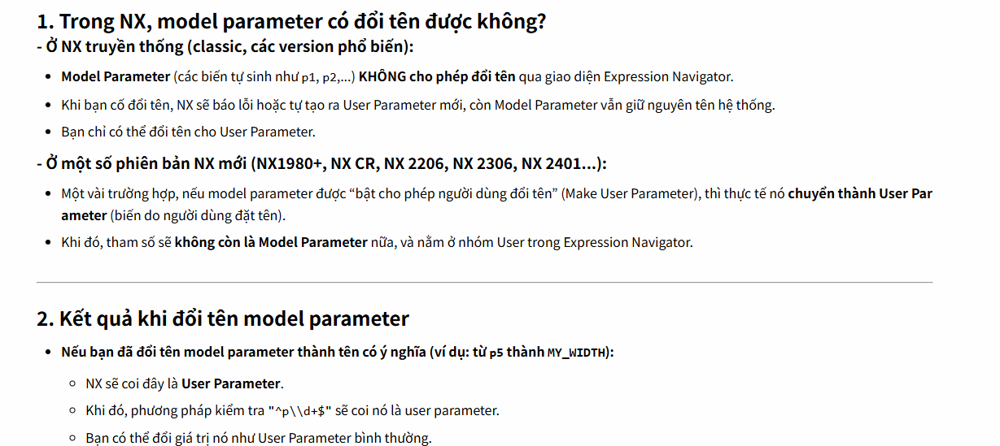 1. Trong NX, model parameter có đổi tên được không?
- Ở NX truyền thống (classic, các version phổ biến):
• Model Parameter (các biến tự sinh như p1, p2,...) KHÔNG cho phép đổi tên qua giao diện Expression Navigator.
• Khi bạn cố đổi tên, NX sẽ báo lỗi hoặc tự tạo ra User Parameter mới, còn Model Parameter vẫn giữ nguyên tên hệ thống.
• Bạn chỉ có thể đổi tên cho User Parameter.
- Ở một số phiên bản NX mới (NX1980+, NX CR, NX 2206, NX 2306, NX 2401...):
• Một vài trường hợp, nếu model parameter được “bật cho phép người dùng đổi tên” (Make User Parameter), thì thực tế nó chuyển thành User Par
ameter (biến do người dùng đặt tên).
• Khi đó, tham số sẽ không còn là Model Parameter nữa, và nằm ở nhóm User trong Expression Navigator.
2. Kết quả khi đổi tên model parameter
• Nếu bạn đã đổi tên model parameter thành tên có ý nghĩa (ví dụ: từ p5 thành MY_WIDTH):
◦ NX sẽ coi đây là User Parameter.
◦ Khi đó, phương pháp kiểm tra "^p\\d+$" sẽ coi nó là user parameter.
◦ Bạn có thể đổi giá trị nó như User Parameter bình thường.